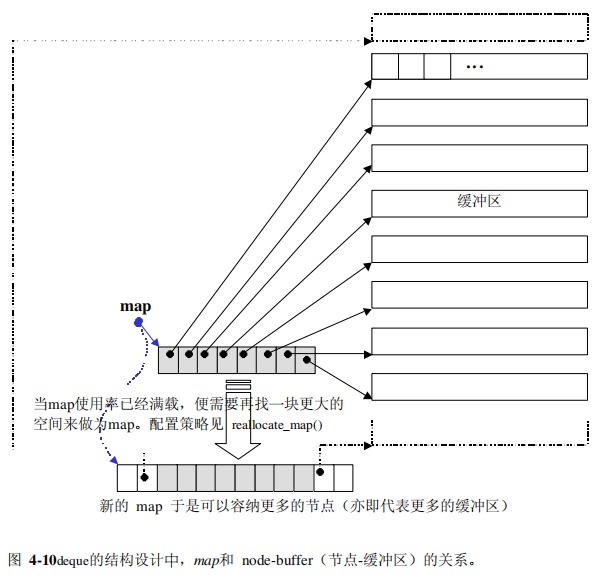 ...
缓冲区
map
当map使用率已经满载，便需要再找一块更大的
空间来做为map。配置策略见 reallocate_map()
新的 map 于是可以容纳更多的节点（亦即代表更多的缓冲区）
图 4-10deque的结构设计中，map和 node-buffer（节点-缓冲区）的关系。